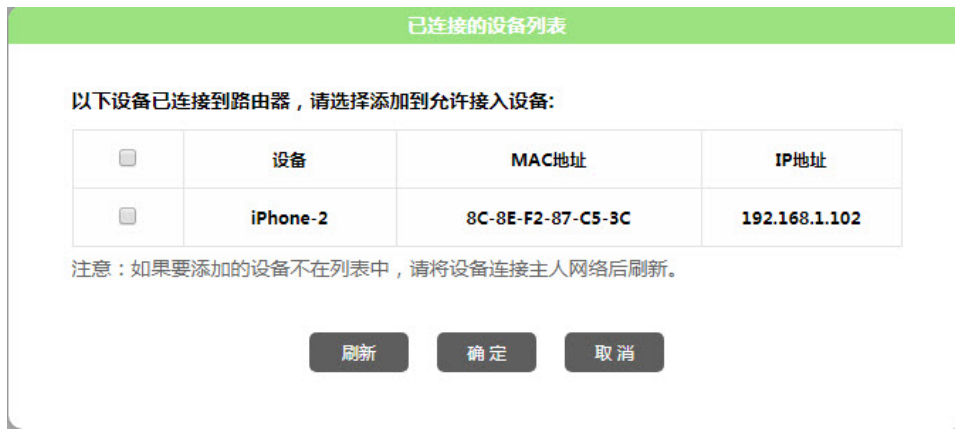 已连接的设备列表
以下设备已连接到路由器，请选择添加到允许接入设备:
设备 MAC地址 IP地址
iPhone-2 8C-8E-F2-87-C5-3C 192.168.1.102
注意：如果要添加的设备不在列表中，请将设备连接主人网络后刷新。
刷新 确定 取消